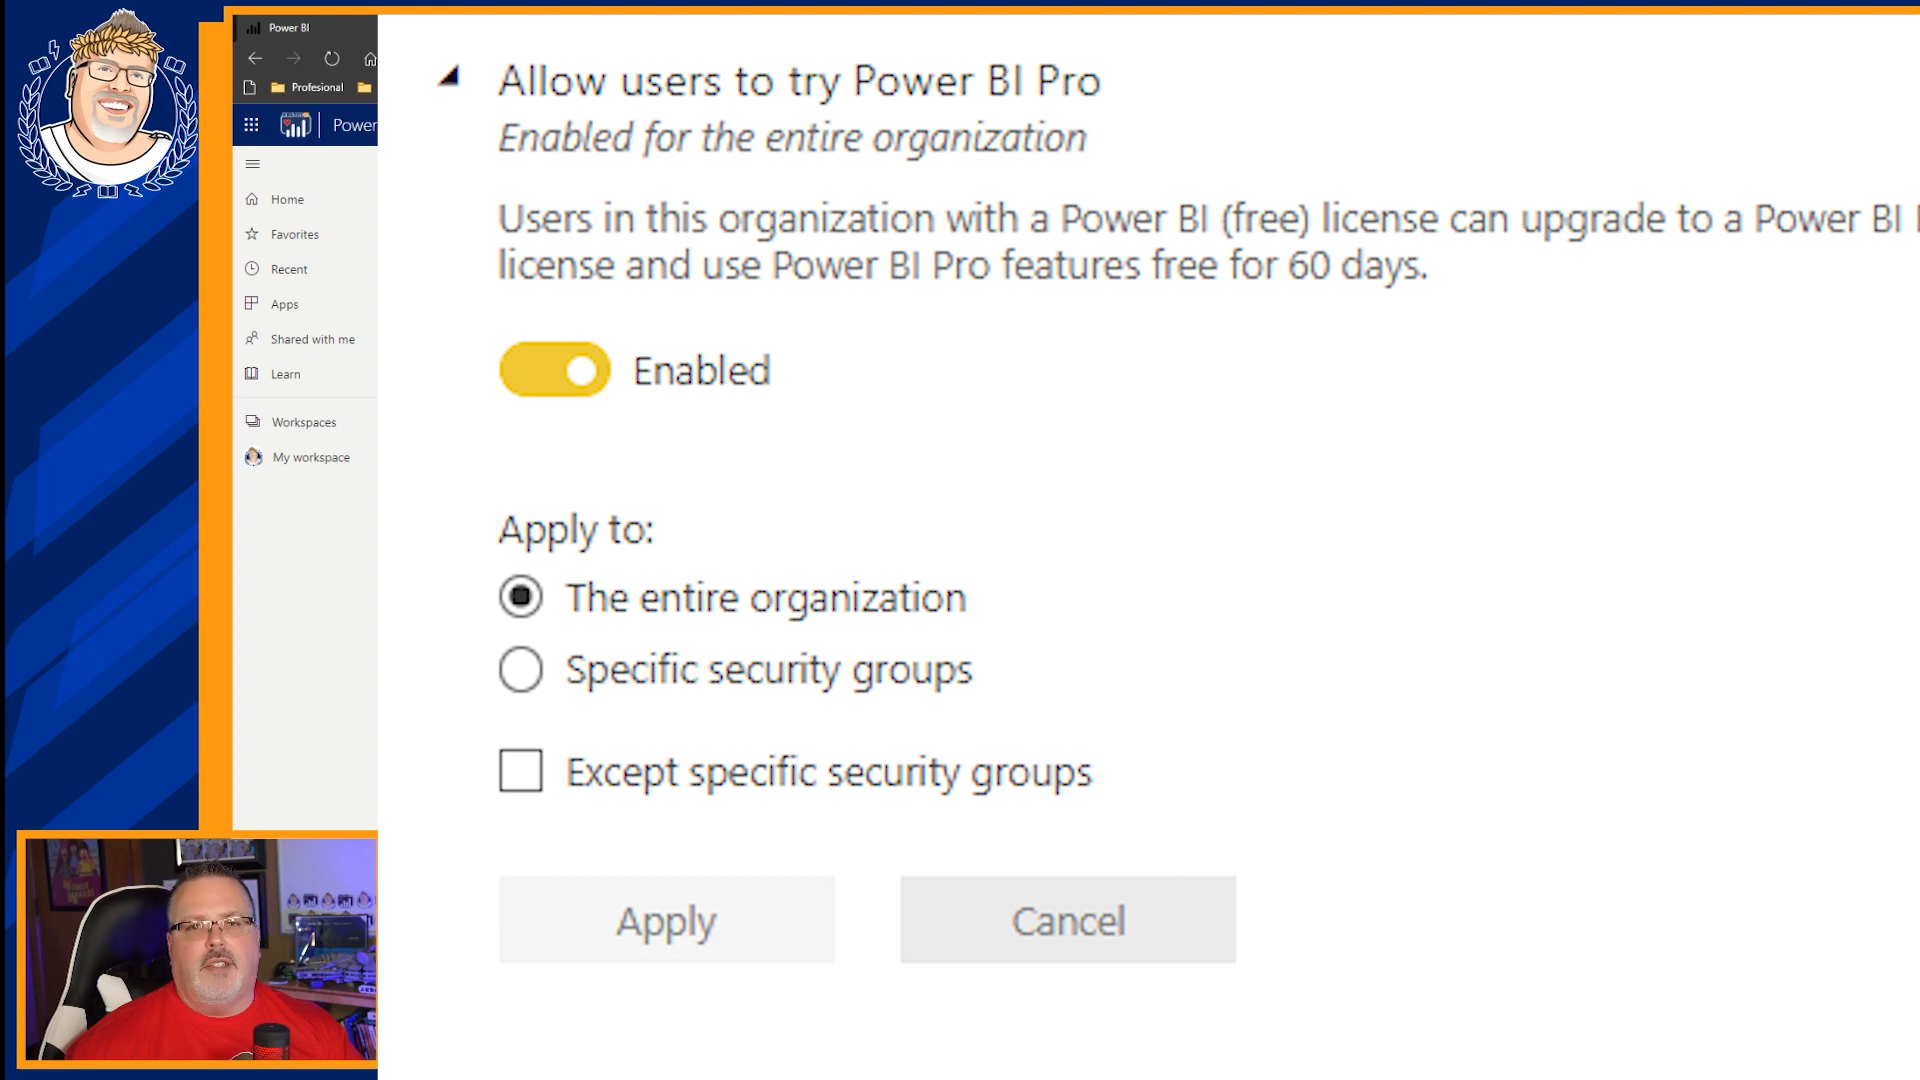 Power BI
Profesional
Power
Home
Favorites
Recent
Apps
Shared with me
Learn
Workspaces
My workspace
Allow users to try Power BI Pro
Enabled for the entire organization
Users in this organization with a Power BI (free) license can upgrade to a Power BI
license and use Power BI Pro features free for 60 days.
Enabled
Apply to:
The entire organization
Specific security groups
Except specific security groups
Apply
Cancel